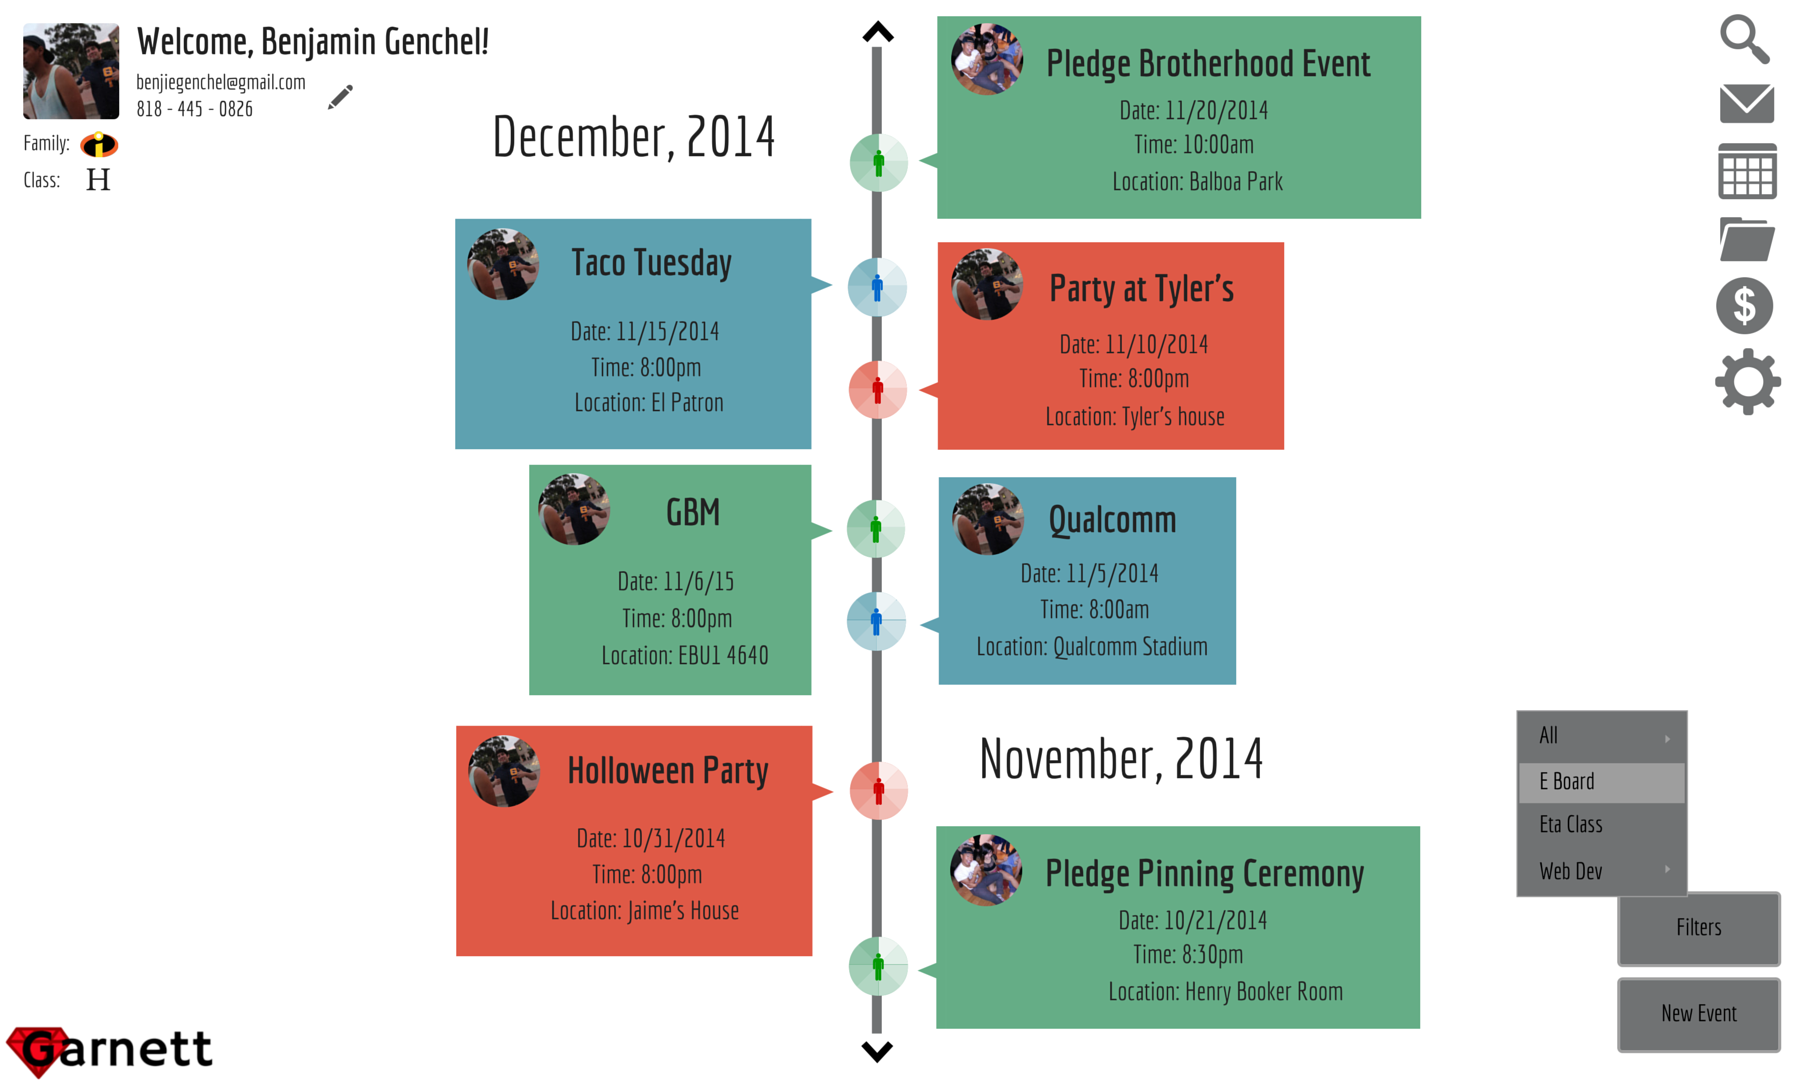 Welcome, Benjamin Genchel!
benjiegenchel@gmail.com
818 - 445 - 0826
Family:
Class: H
December, 2014
Pledge Brotherhood Event
Date: 11/20/2014
Time: 10:00am
Location: Balboa Park
Taco Tuesday
Date: 11/15/2014
Time: 8:00pm
Location: El Patron
Party at Tyler's
Date: 11/10/2014
Time: 8:00pm
Location: Tyler's house
GBM
Date: 11/6/15
Time: 8:00pm
Location: EBU1 4640
Qualcomm
Date: 11/5/2014
Time: 8:00am
Location: Qualcomm Stadium
November, 2014
Holloween Party
Date: 10/31/2014
Time: 8:00pm
Location: Jaime's House
Pledge Pinning Ceremony
Date: 10/21/2014
Time: 8:30pm
Location: Henry Booker Room
All
E Board
Eta Class
Web Dev
Filters
New Event
Garnett